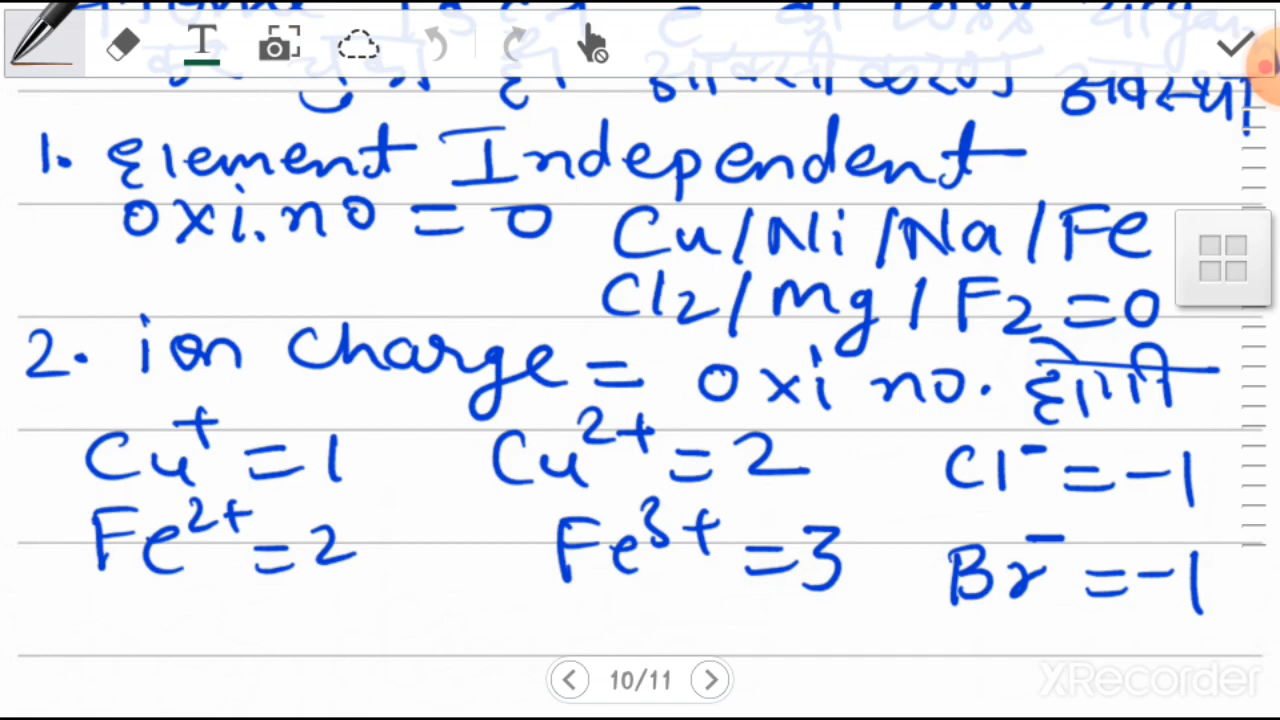 T
1. Element Independent
oxi.no = 0 Cu/Ni/Na/Fe
Cl2/Mg/F2=0
2. ion charge = oxi no. होगी
Cu⁺=1 Cu²⁺=2 Cl⁻=-1
Fe²⁺=2 Fe³⁺=3 Br⁻=-1
10/11
XRecorder